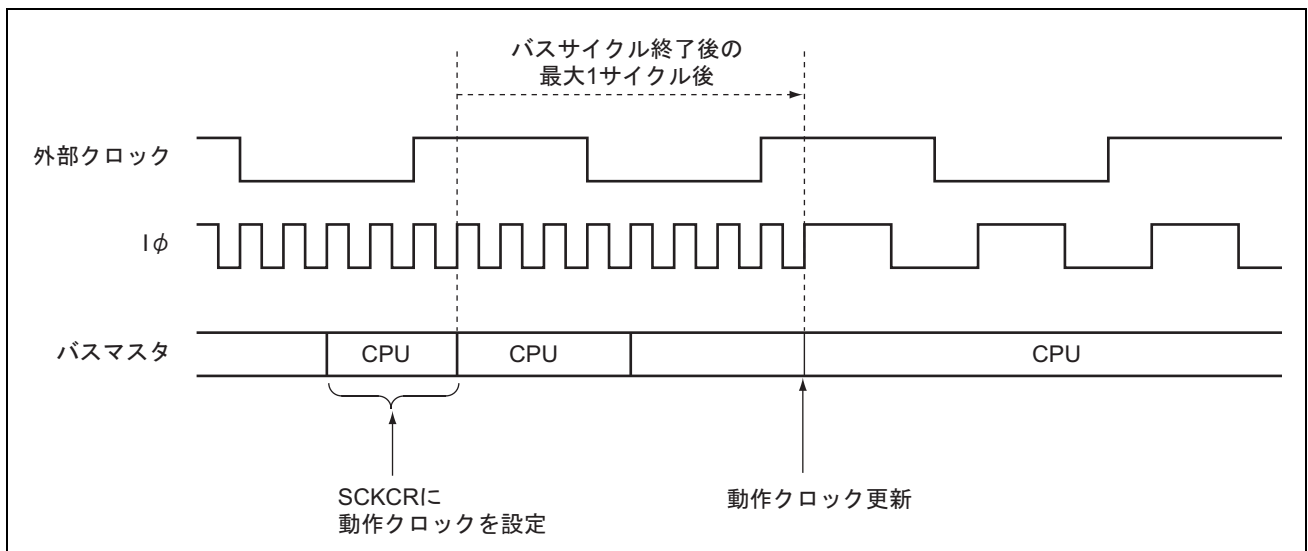 バスサイクル終了後の
最大1サイクル後
外部クロック
Iφ
バスマスタ
CPU
CPU
CPU
SCKCRに
動作クロックを設定
動作クロック更新